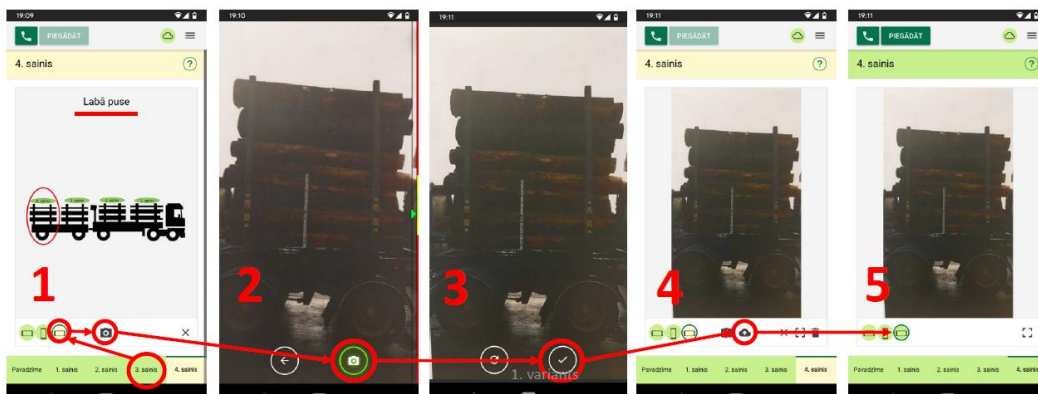 19:09
PIEGĀDĀT
4. sainis
?
Labā puse
1
Pavadzīme 1. sainis 2. sainis 3. sainis 4. sainis
19:10
2
19:11
3
1. variants
19:11
PIEGĀDĀT
4. sainis
?
4
Pavadzīme 1. sainis 2. sainis 3. sainis 4. sainis
19:11
PIEGĀDĀT
4. sainis
?
5
Pavadzīme 1. sainis 2. sainis 3. sainis 4. sainis